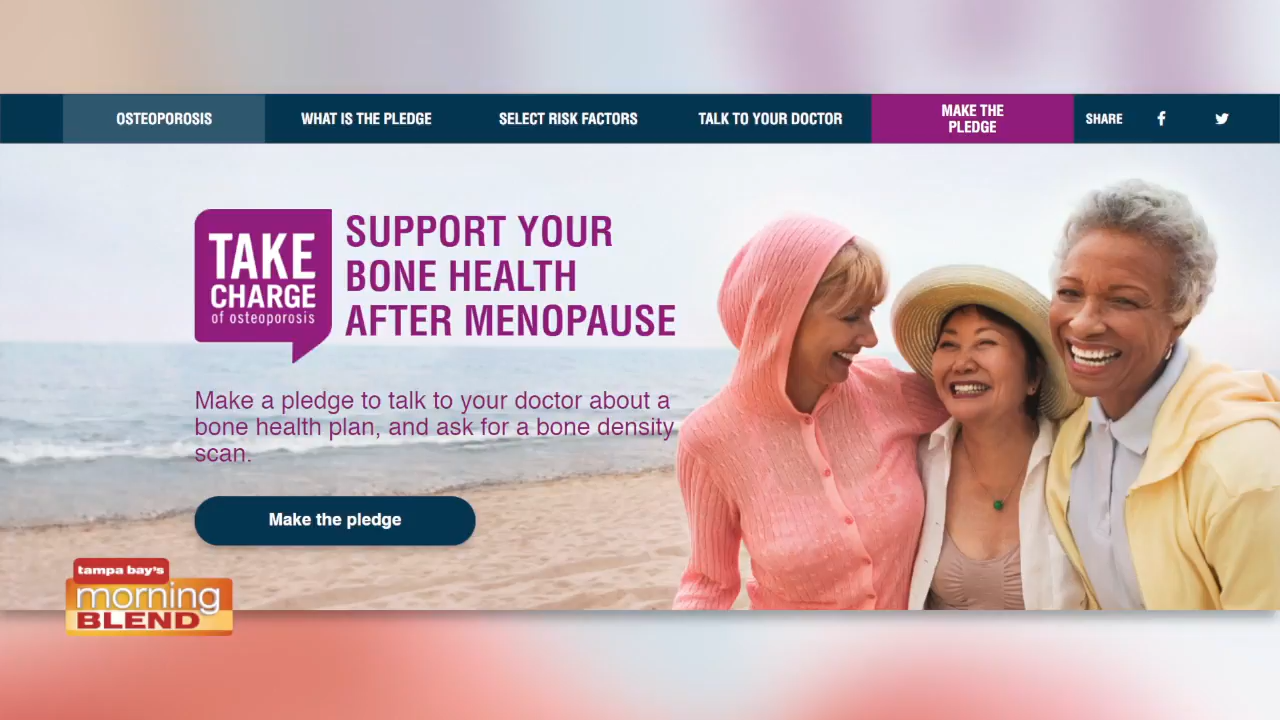 OSTEOPOROSIS
WHAT IS THE PLEDGE
SELECT RISK FACTORS
TALK TO YOUR DOCTOR
MAKE THE
PLEDGE
SHARE
TAKE
CHARGE
of osteoporosis
SUPPORT YOUR
BONE HEALTH
AFTER MENOPAUSE
Make a pledge to talk to your doctor about a
bone health plan, and ask for a bone density
scan.
Make the pledge
tampa bay's
morning
BLEND